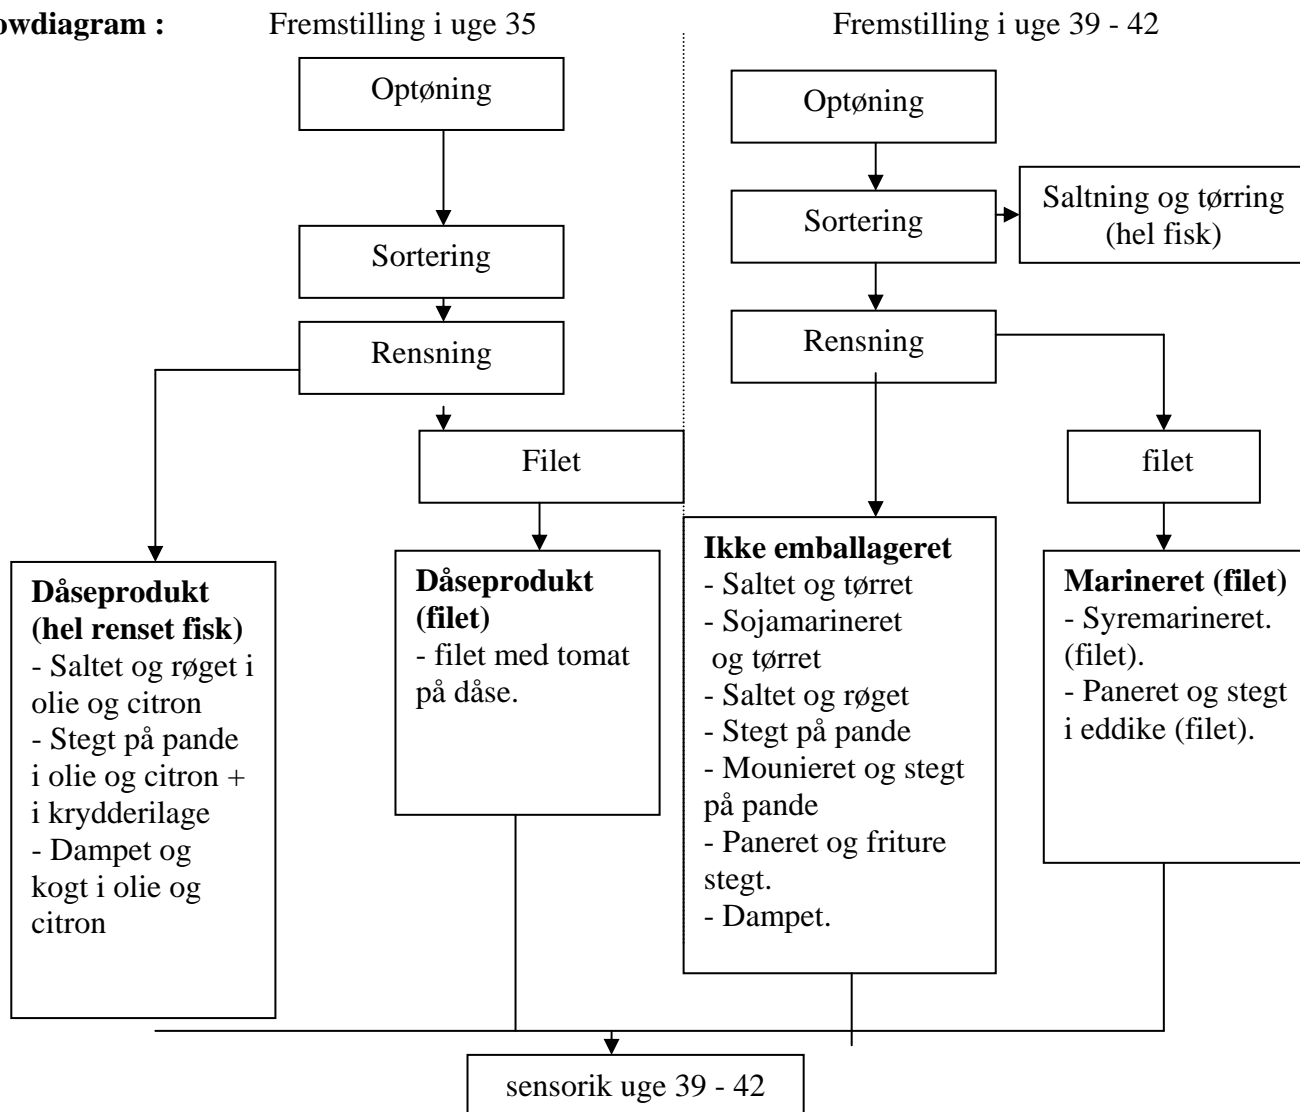 owdiagram :
Fremstilling i uge 35
Fremstilling i uge 39 - 42
Optøning
Sortering
Rensning
Filet
Dåseprodukt
(hel renset fisk)
- Saltet og røget i
olie og citron
- Stegt på pande
i olie og citron +
i krydderilage
- Dampet og
kogt i olie og
citron
Dåseprodukt
(filet)
- filet med tomat
på dåse.
Optøning
Sortering
Saltning og tørring
(hel fisk)
Rensning
filet
Ikke emballageret
- Saltet og tørret
- Sojamarineret
og tørret
- Saltet og røget
- Stegt på pande
- Mounieret og stegt
på pande
- Paneret og friture
stegt.
- Dampet.
Marineret (filet)
- Syremarineret.
(filet).
- Paneret og stegt
i eddike (filet).
sensorik uge 39 - 42